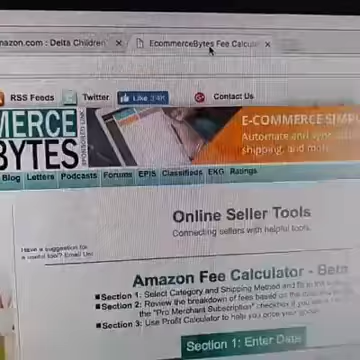 mazon.com : Delta Children
EcommerceBytes Fee Calcula
RSS Feeds Twitter Like Contact Us
MERCE
BYTES
E-COMMERCE SIMP
Automate and
shipping, and mo
Blog Letters Podcasts Forums EPIS Classifieds EKG Ratings
Online Seller Tools
Connecting sellers with helpful tools.
Have a suggestion for
a useful tool? Email Us!
Amazon Fee Calculator - Beta
Section 1: Select Category and Shipping Method and fill in the
Section 2: Review the breakdown of fees based on the
the "Pro Merchant Subscription" checkbox if you are a
Section 3: Use Profit Calculator to help you price your
Section 1: Enter Data